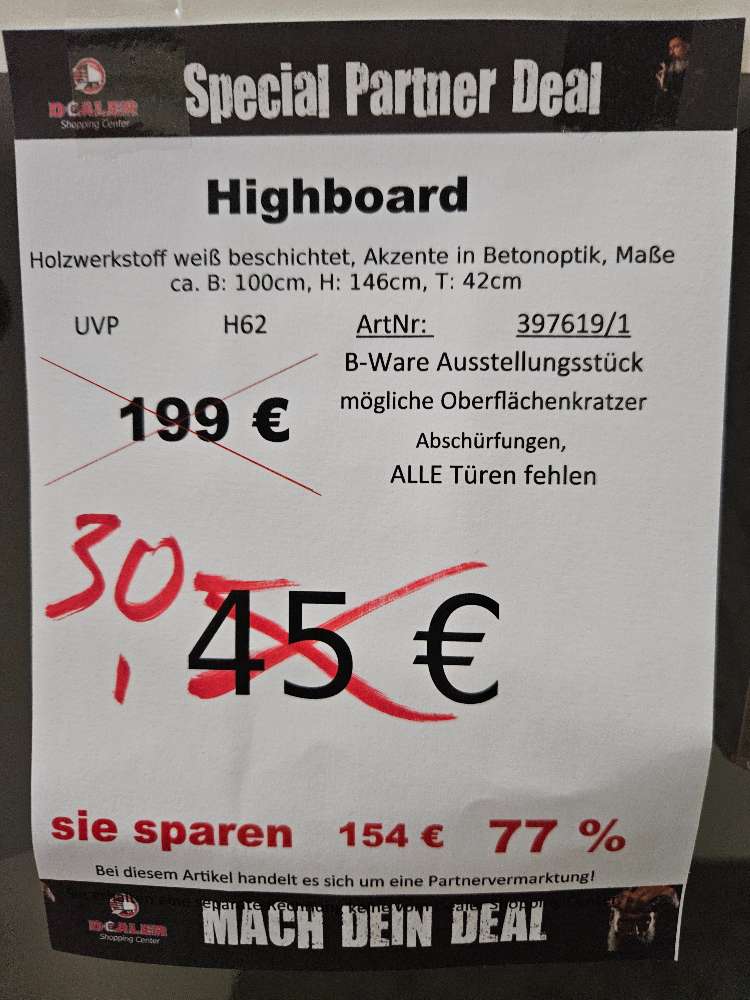 DEALER
Shopping Center
Special Partner Deal
Highboard
Holzwerkstoff weiß beschichtet, Akzente in Betonoptik, Maße
ca. B: 100cm, H: 146cm, T: 42cm
UVP H62 ArtNr: 397619/1
B-Ware Ausstellungsstück
199 € mögliche Oberflächenkratzer
Abschürfungen,
ALLE Türen fehlen
30,-
45 €
sie sparen 154 € 77 %
Bei diesem Artikel handelt es sich um eine Partnervermarktung!
eine separate
DEALER
Shopping Center
MACH DEIN DEAL